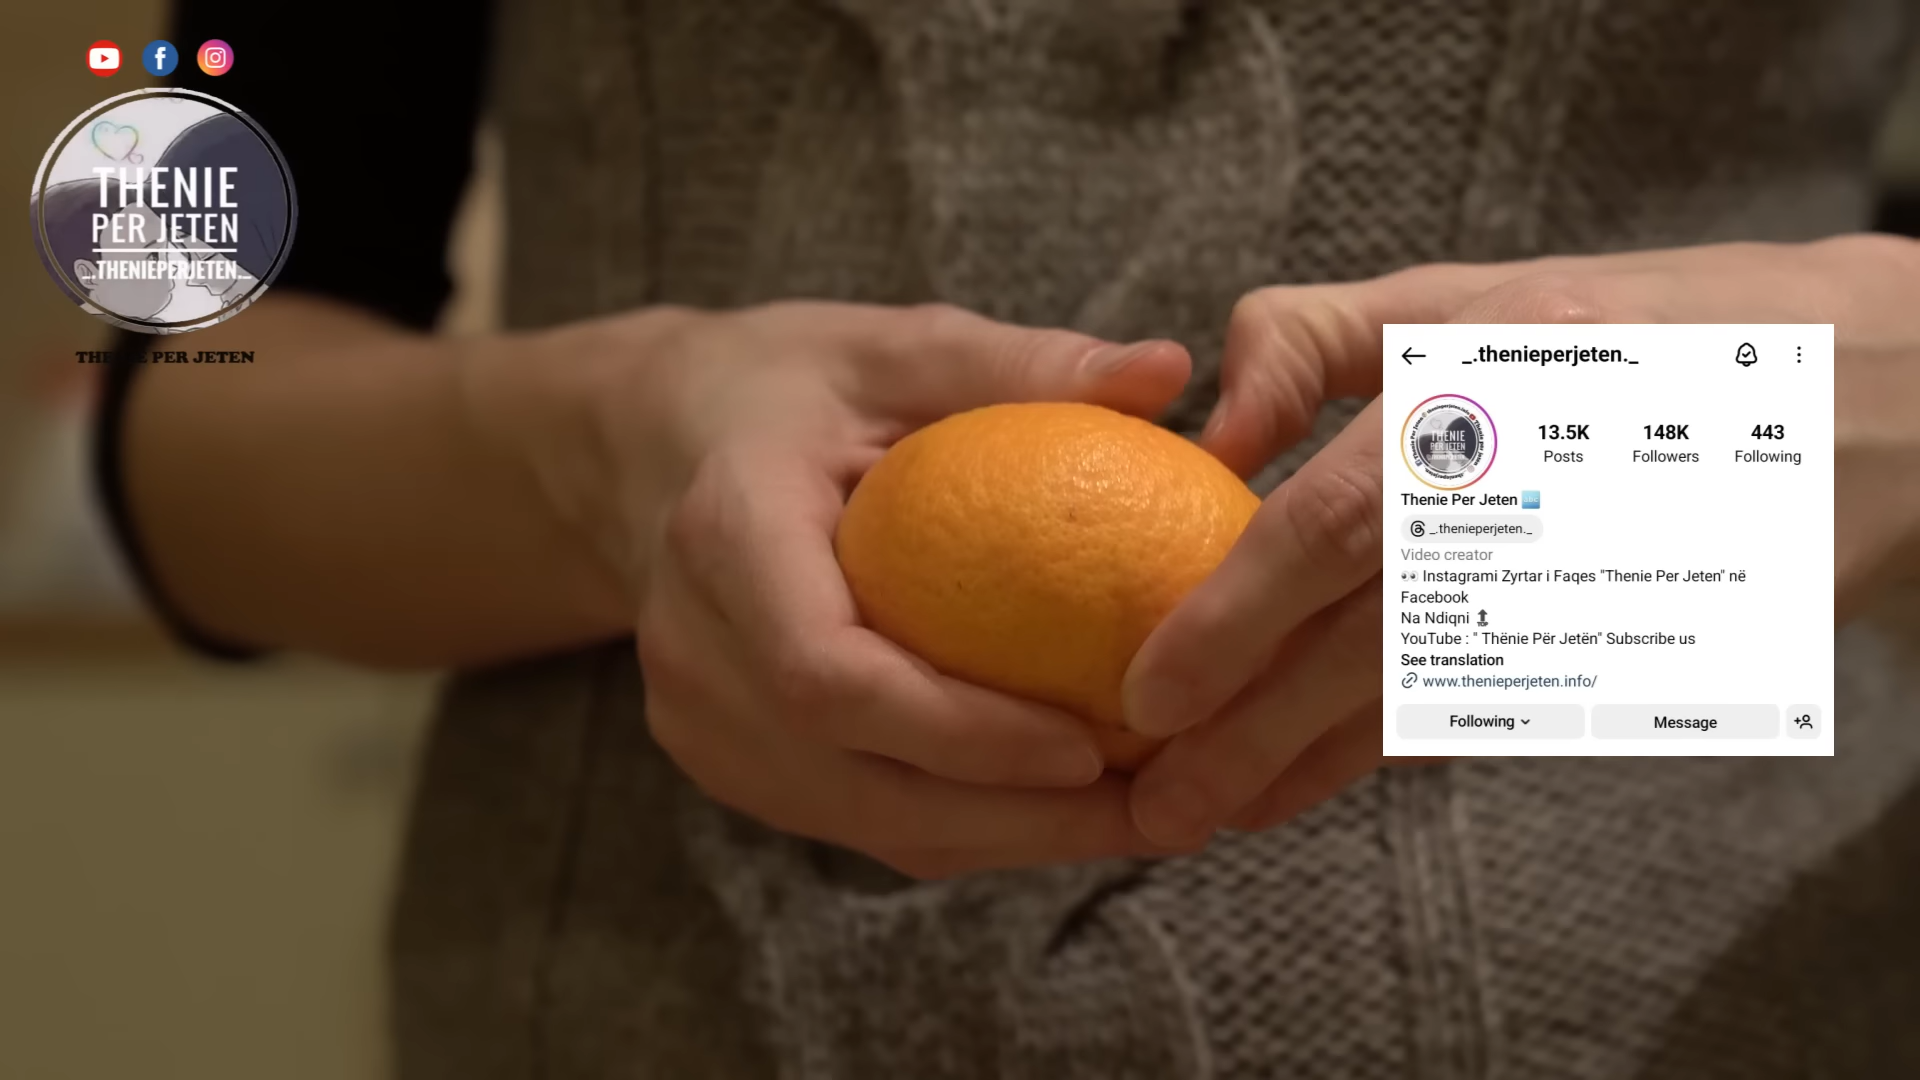 THENIE
PER JETEN
_.THENIEPERJETEN._
THENIE PER JETEN
_.thenieperjeten._
13.5K
Posts
148K
Followers
443
Following
THENIE
PER JETEN
Thenie Per Jeten
_.thenieperjeten._
Video creator
👀 Instagrami Zyrtar i Faqes "Thenie Per Jeten" në
Facebook
Na Ndiqni
YouTube : " Thënie Për Jetën" Subscribe us
See translation
www.thenieperjeten.info/
Following
Message